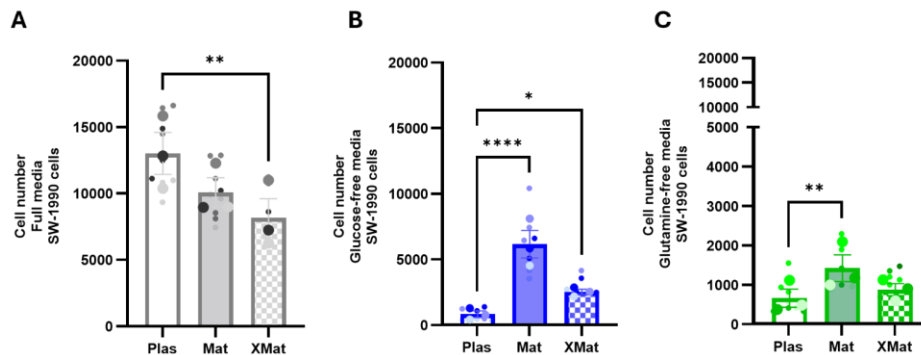 A
Cell number
Full media
SW-1990 cells
20000
15000
10000
5000
0
**
Plas Mat XMat
B
Cell number
Glucose-free media
SW-1990 cells
20000
15000
10000
5000
0
*
****
Plas Mat XMat
C
Cell number
Glutamine-free media
SW-1990 cells
20000
15000
10000
5000
4000
3000
2000
1000
0
**
Plas Mat XMat